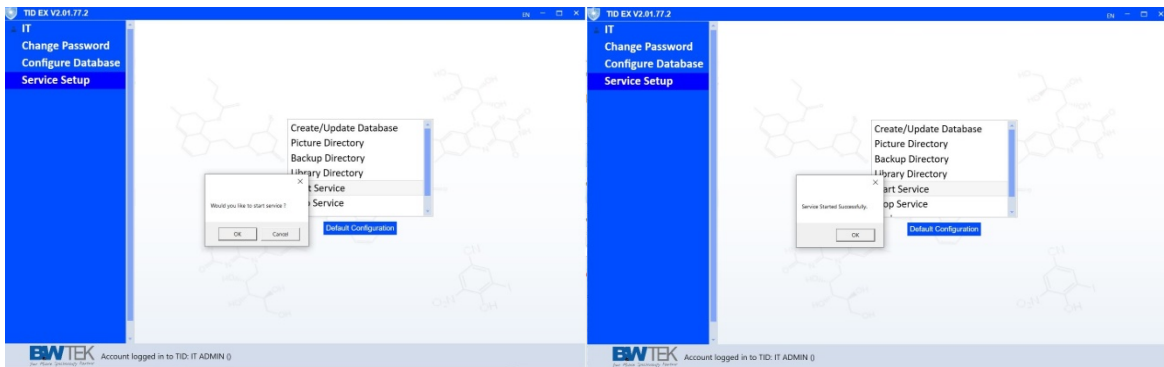 TID EX V2.01.77.2
EN
IT
Change Password
Configure Database
Service Setup
Create/Update Database
Picture Directory
Backup Directory
Library Directory
t Service
Service
Would you like to start service ?
OK
Cancel
Default Configuration
BWTEK
Account logged in to TID: IT ADMIN ()
TID EX V2.01.77.2
EN
IT
Change Password
Configure Database
Service Setup
Create/Update Database
Picture Directory
Backup Directory
Library Directory
art Service
op Service
Service Started Successfully.
OK
Default Configuration
BWTEK
Account logged in to TID: IT ADMIN ()